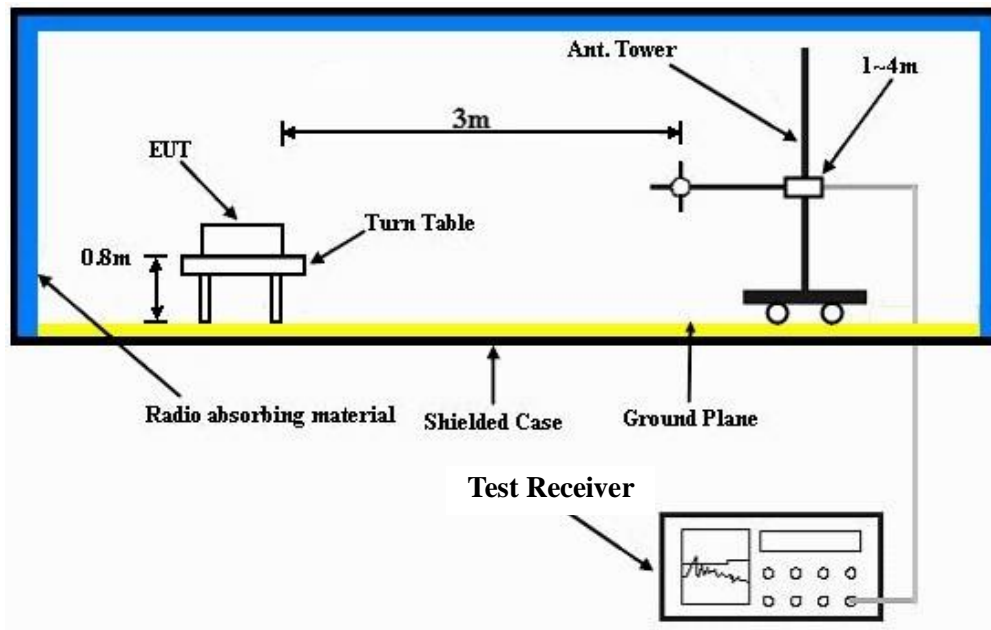 Ant. Tower
1~4m
3m
EUT
Turn Table
0.8m
Radio absorbing material
Shielded Case
Ground Plane
Test Receiver